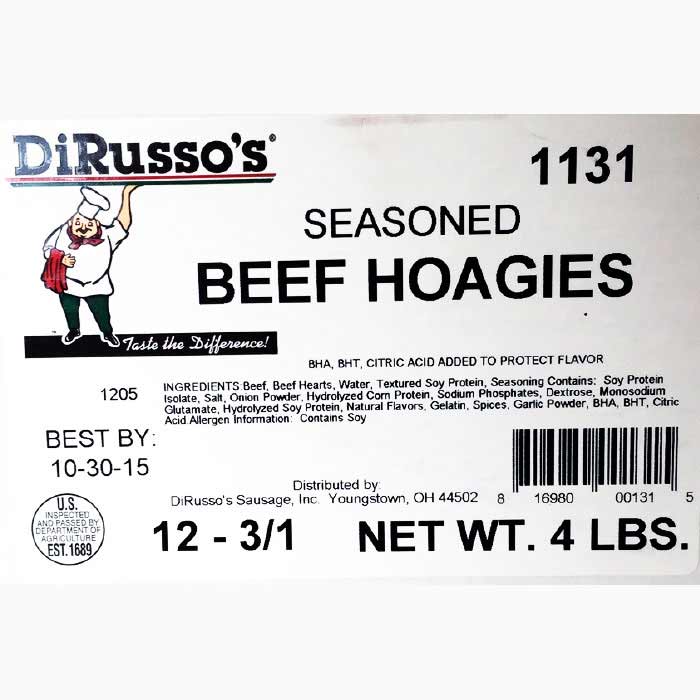 DiRusso's®
1131
SEASONED
BEEF HOAGIES
Taste the Difference!
BHA, BHT, CITRIC ACID ADDED TO PROTECT FLAVOR
1205
INGREDIENTS:Beef, Beef Hearts, Water, Textured Soy Protein, Seasoning Contains: Soy Protein
Isolate, Salt, Onion Powder, Hydrolyzed Corn Protein, Sodium Phosphates, Dextrose, Monosodium
Glutamate, Hydrolyzed Soy Protein, Natural Flavors, Gelatin, Spices, Garlic Powder, BHA, BHT, Citric
Acid Allergen Information: Contains Soy
BEST BY:
10-30-15
Distributed by:
DiRusso's Sausage, Inc. Youngstown, OH 44502
8 16980 00131 5
U.S.
INSPECTED
AND PASSED BY
DEPARTMENT OF
AGRICULTURE
EST. 1689
12 - 3/1 NET WT. 4 LBS.